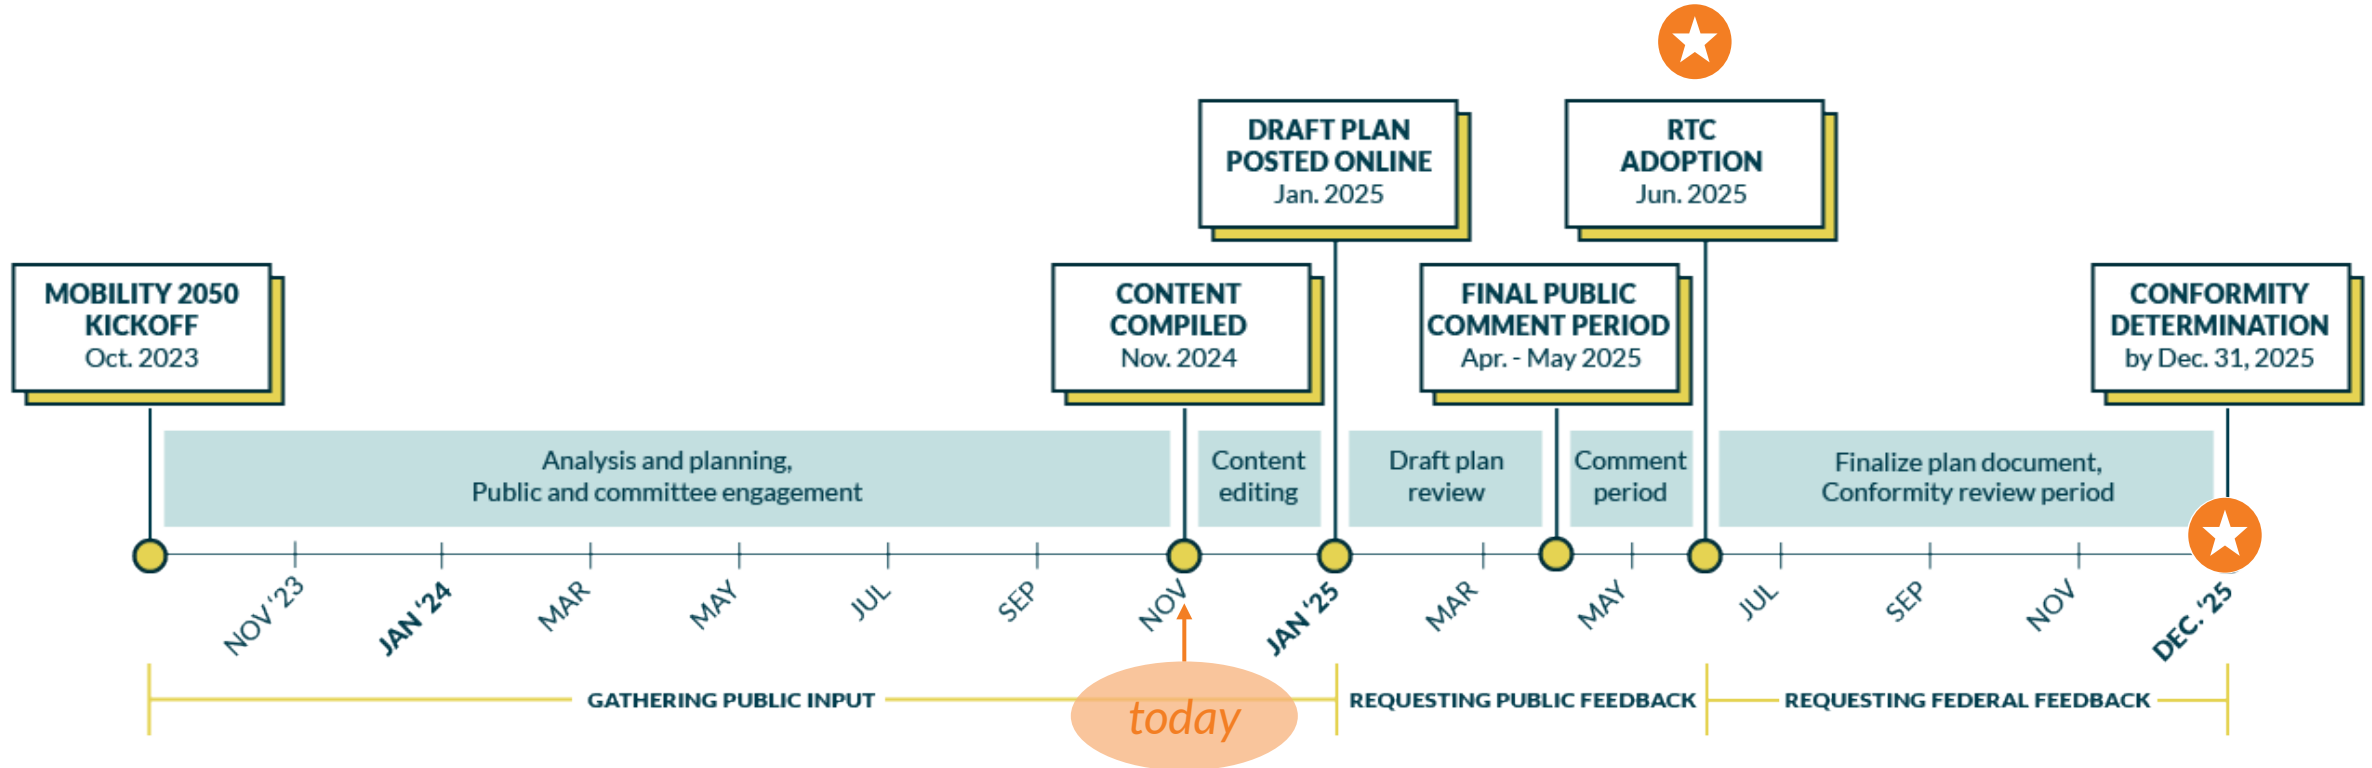 DRAFT PLAN
POSTED ONLINE
Jan. 2025
RTC
ADOPTION
Jun. 2025
MOBILITY 2050
KICKOFF
Oct. 2023
CONTENT
COMPILED
Nov. 2024
FINAL PUBLIC
COMMENT PERIOD
Apr. - May 2025
CONFORMITY
DETERMINATION
by Dec. 31, 2025
Analysis and planning,
Public and committee engagement
Content
editing
Draft plan
review
Comment
period
Finalize plan document,
Conformity review period
NOV ‘23
JAN ‘24
MAR
MAY
JUL
SEP
NOV
JAN ‘25
MAR
MAY
JUL
SEP
NOV
DEC. ‘25
GATHERING PUBLIC INPUT
today
REQUESTING PUBLIC FEEDBACK
REQUESTING FEDERAL FEEDBACK